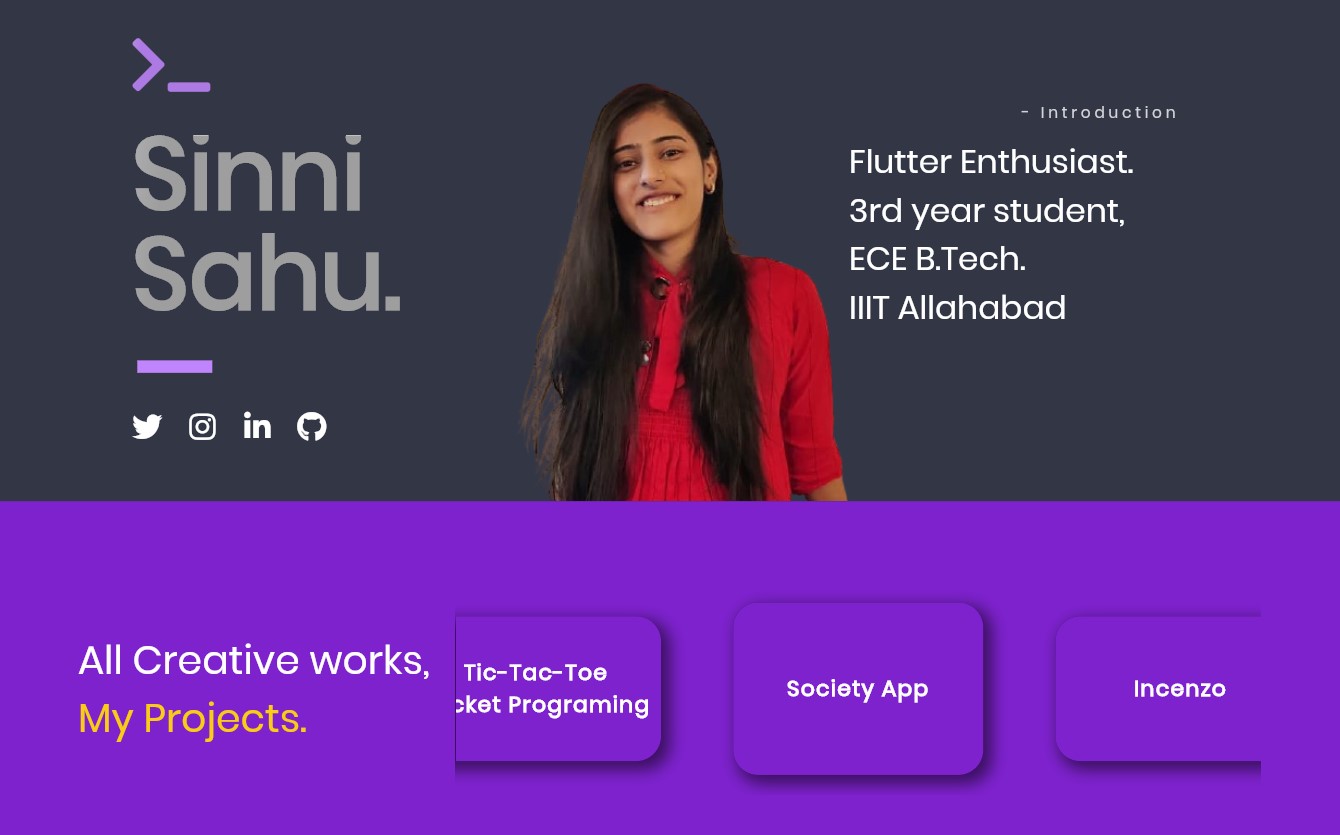 Sinni
Sahu.
- Introduction
Flutter Enthusiast.
3rd year student,
ECE B.Tech.
IIIT Allahabad
All Creative works,
My Projects.
Tic-Tac-Toe
cket Programing
Society App
Incenzo